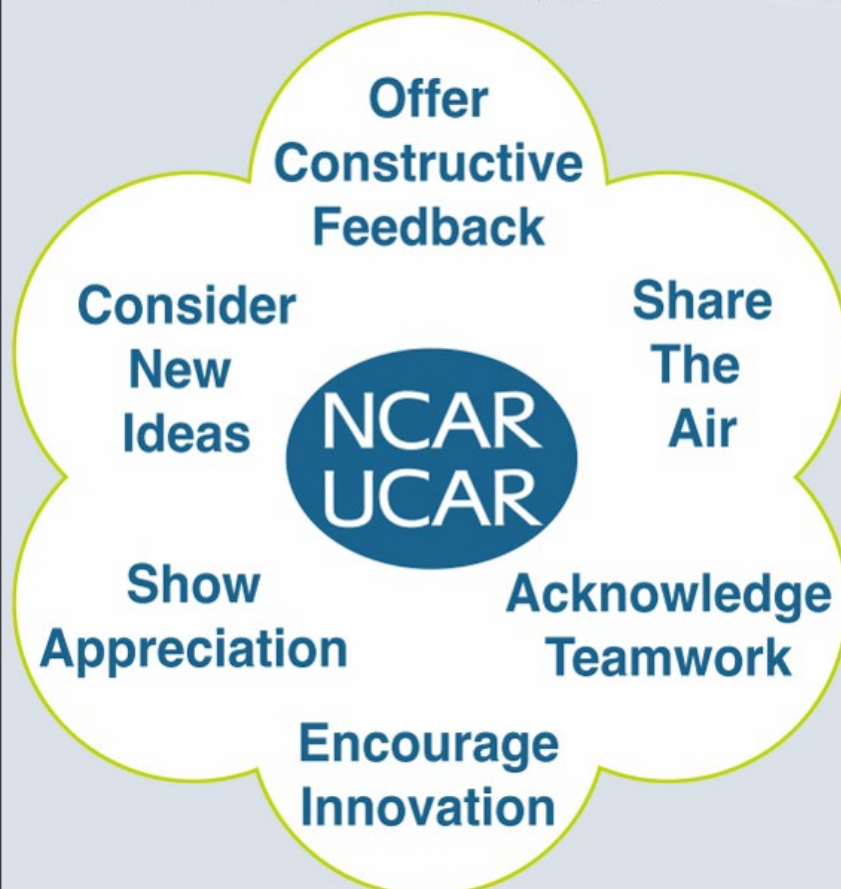 Offer
Constructive
Feedback
Consider
New
Ideas
Share
The
Air
NCAR
UCAR
Show
Appreciation
Acknowledge
Teamwork
Encourage
Innovation